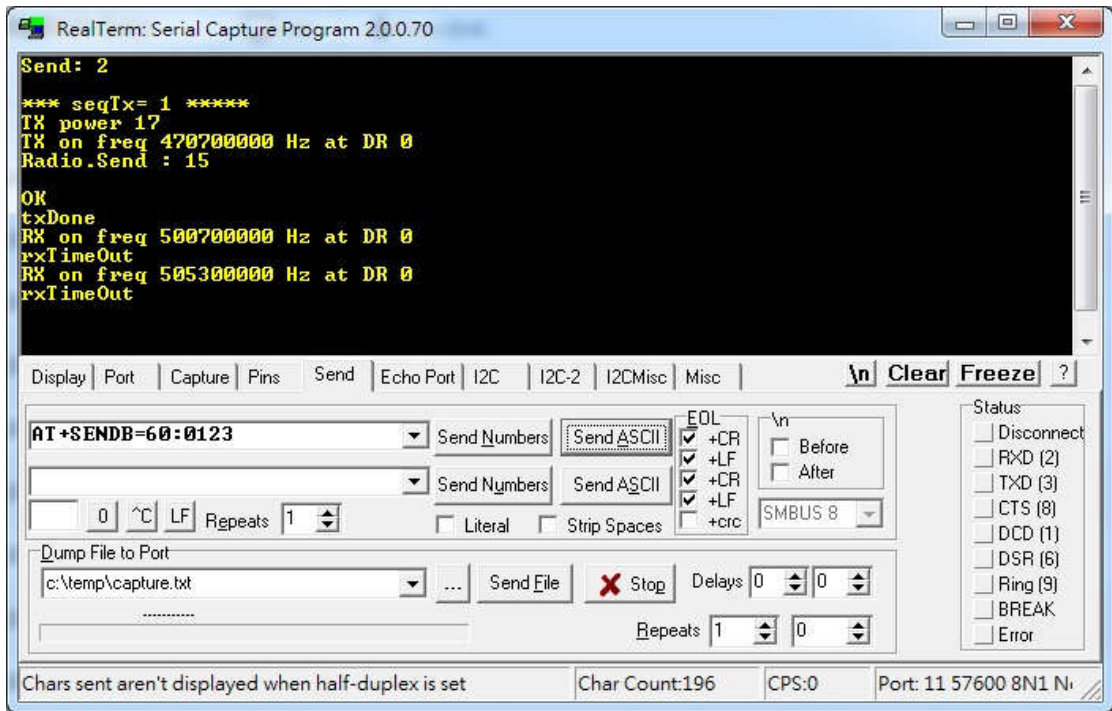 RealTerm: Serial Capture Program 2.0.0.70
Send: 2
*** seqTx= 1 *****
TX power 17
TX on freq 470700000 Hz at DR 0
Radio.Send : 15
OK
txDone
RX on freq 500700000 Hz at DR 0
rxTimeOut
RX on freq 505300000 Hz at DR 0
rxTimeOut
Display Port Capture Pins Send Echo Port I2C I2C-2 I2CMisc Misc \n Clear Freeze ?
AT+SENDB=60:0123
Send Numbers Send ASCII
EOL
+CR
+LF
+CR
+LF
+crc
\n
Before
After
SMBUS 8
Send Numbers Send ASCII
0 ^C LF Repeats 1
Literal Strip Spaces
Status
Disconnect
RXD (2)
TXD (3)
CTS (8)
DCD (1)
DSR (6)
Ring (9)
BREAK
Error
Dump File to Port
c:\temp\capture.txt ... Send File Stop Delays 0 0
-----------
Repeats 1 0
Chars sent aren't displayed when half-duplex is set Char Count:196 CPS:0 Port: 11 57600 8N1